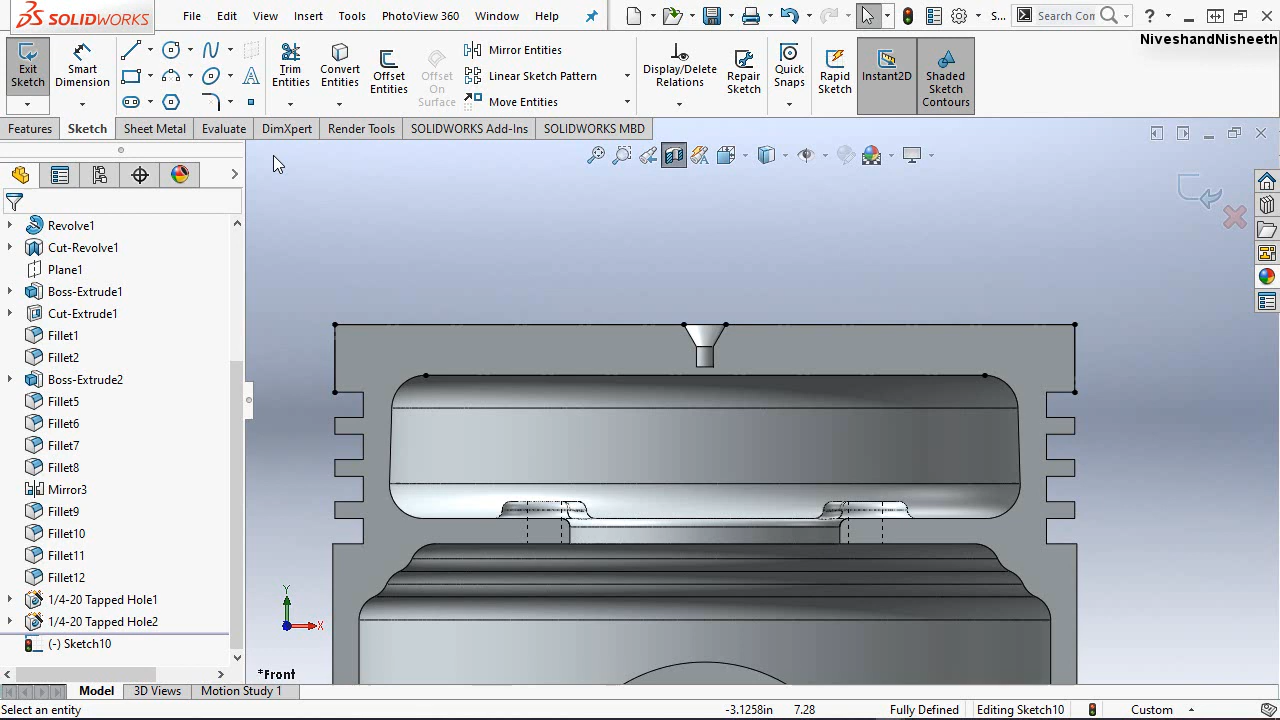 SOLIDWORKS
File Edit View Insert Tools PhotoView 360 Window Help S... Search Com ?
NiveshandNisheeth
Exit Sketch
Smart Dimension
Trim Entities
Convert Entities
Offset Entities
Offset On Surface
Mirror Entities
Linear Sketch Pattern
Move Entities
Display/Delete Relations
Repair Sketch
Quick Snaps
Rapid Sketch
Instant2D
Shaded Sketch Contours
Features Sketch Sheet Metal Evaluate DimXpert Render Tools SOLIDWORKS Add-Ins SOLIDWORKS MBD
Revolve1
Cut-Revolve1
Plane1
Boss-Extrude1
Cut-Extrude1
Fillet1
Fillet2
Boss-Extrude2
Fillet5
Fillet6
Fillet7
Fillet8
Mirror3
Fillet9
Fillet10
Fillet11
Fillet12
1/4-20 Tapped Hole1
1/4-20 Tapped Hole2
(-) Sketch10
Y
X
*Front
Model 3D Views Motion Study 1
Select an entity -3.1258in 7.28 Fully Defined Editing Sketch10 Custom